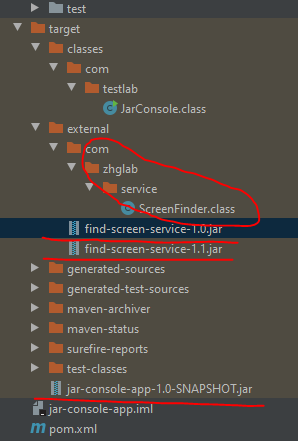 test
target
classes
com
testlab
JarConsole.class
external
com
zhglab
service
ScreenFinder.class
find-screen-service-1.0.jar
find-screen-service-1.1.jar
generated-sources
generated-test-sources
maven-archiver
maven-status
surefire-reports
test-classes
jar-console-app-1.0-SNAPSHOT.jar
jar-console-app.iml
pom.xml